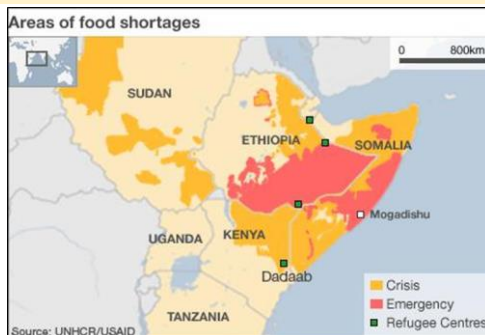 Areas of food shortages
0 800km
SUDAN
ETHIOPIA
SOMALIA
Mogadishu
UGANDA
KENYA
Dadaab
TANZANIA
Crisis
Emergency
Refugee Centres
Source: UNHCR/USAID